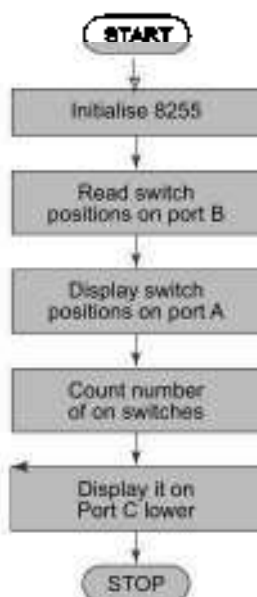 START
Initialise 8255
Read switch
positions on port B
Display switch
positions on port A
Count number
of on switches
Display it on
Port C lower
STOP